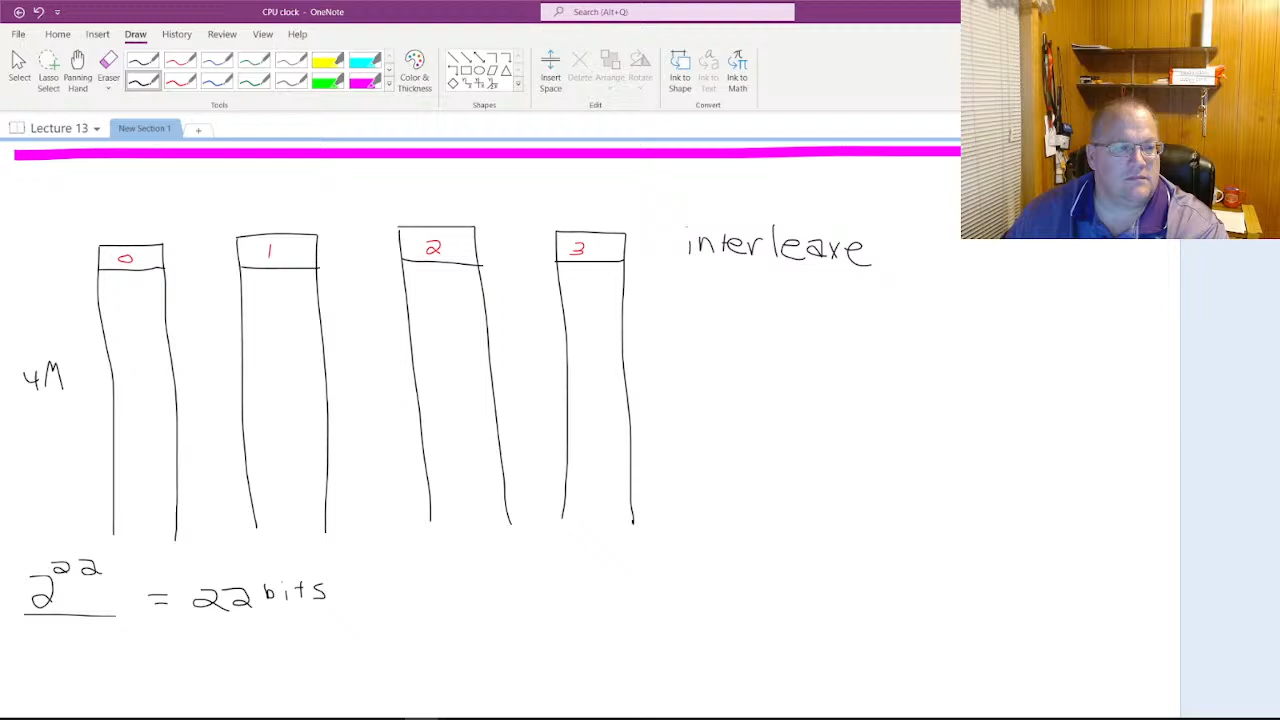 CPU clock - OneNote
Search (Alt+Q)
File Home Insert Draw History Review View Help
Select
Lasso Select
Panning Hand
Eraser
Color & Thickness
Insert Space
Delete
Arrange
Rotate
Ink to Shape
Ink to Text
Ink to Math
Tools
Shapes
Edit
Convert
Lecture 13
New Section 1
0 1 2 3 interleave
4M
2^22 = 22 bits